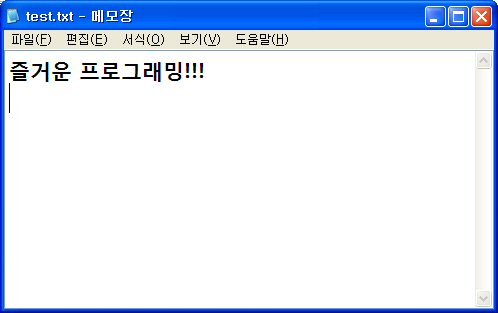 test.txt - 메모장
파일(F) 편집(E) 서식(O) 보기(V) 도움말(H)
즐거운 프로그래밍!!!